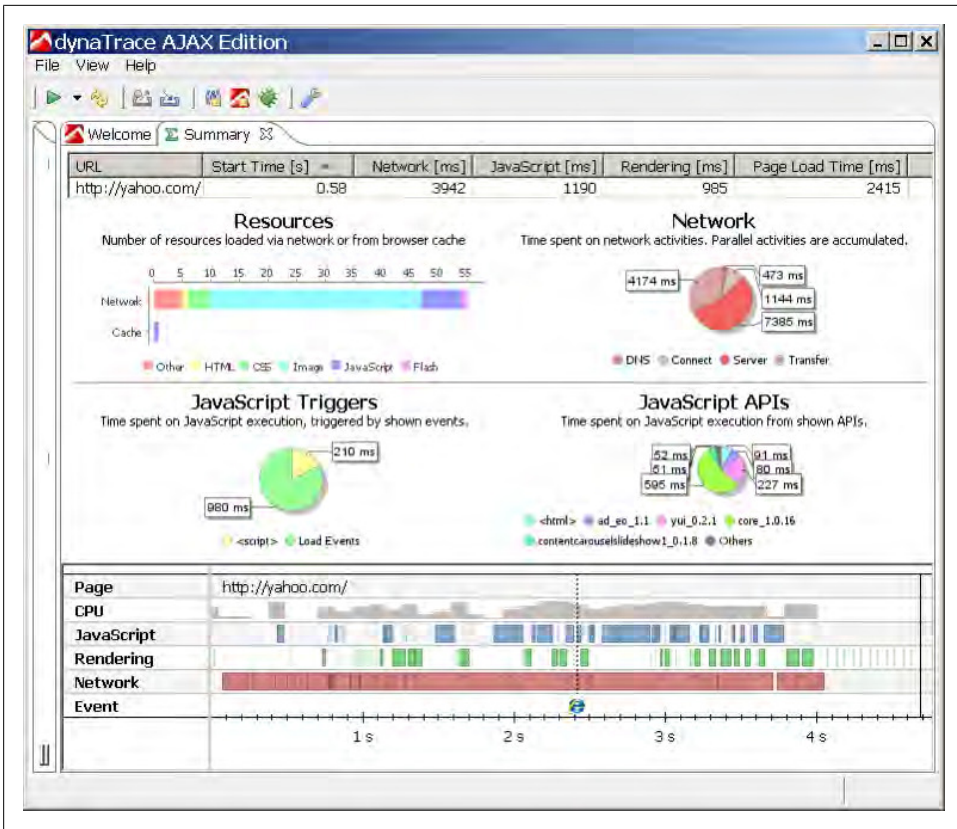 dynaTrace AJAX Edition
File View Help
Welcome Σ Summary
URL Start Time [s] Network [ms] JavaScript [ms] Rendering [ms] Page Load Time [ms]
http://yahoo.com/ 0.58 3942 1190 985 2415
Resources
Number of resources loaded via network or from browser cache
0 5 10 15 20 25 30 35 40 45 50 55
Network
Cache
Other HTML CSS Image JavaScript Flash
Network
Time spent on network activities. Parallel activities are accumulated.
4174 ms
473 ms
1144 ms
7385 ms
DNS Connect Server Transfer
JavaScript Triggers
Time spent on JavaScript execution, triggered by shown events.
210 ms
980 ms
<script> Load Events
JavaScript APIs
Time spent on JavaScript execution from shown APIs.
52 ms
51 ms
595 ms
91 ms
80 ms
227 ms
<html> ad_eo_1.1 yui_0.2.1 core_1.0.16
contentcarouselslideshow1_0.1.8 Others
Page http://yahoo.com/
CPU
JavaScript
Rendering
Network
Event
1 s 2 s 3 s 4 s